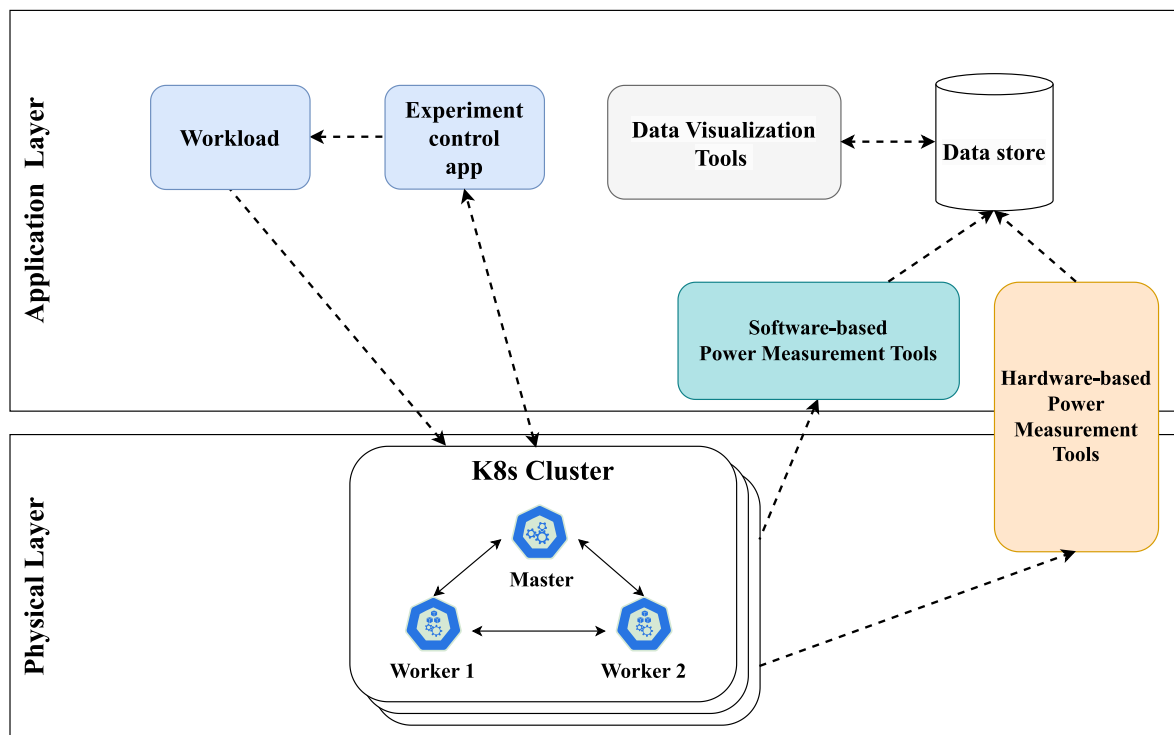 Application Layer
Workload
Experiment
control
app
Data Visualization
Tools
Data store
Software-based
Power Measurement Tools
Hardware-based
Power
Measurement
Tools
Physical Layer
K8s Cluster
Master
Worker 1
Worker 2